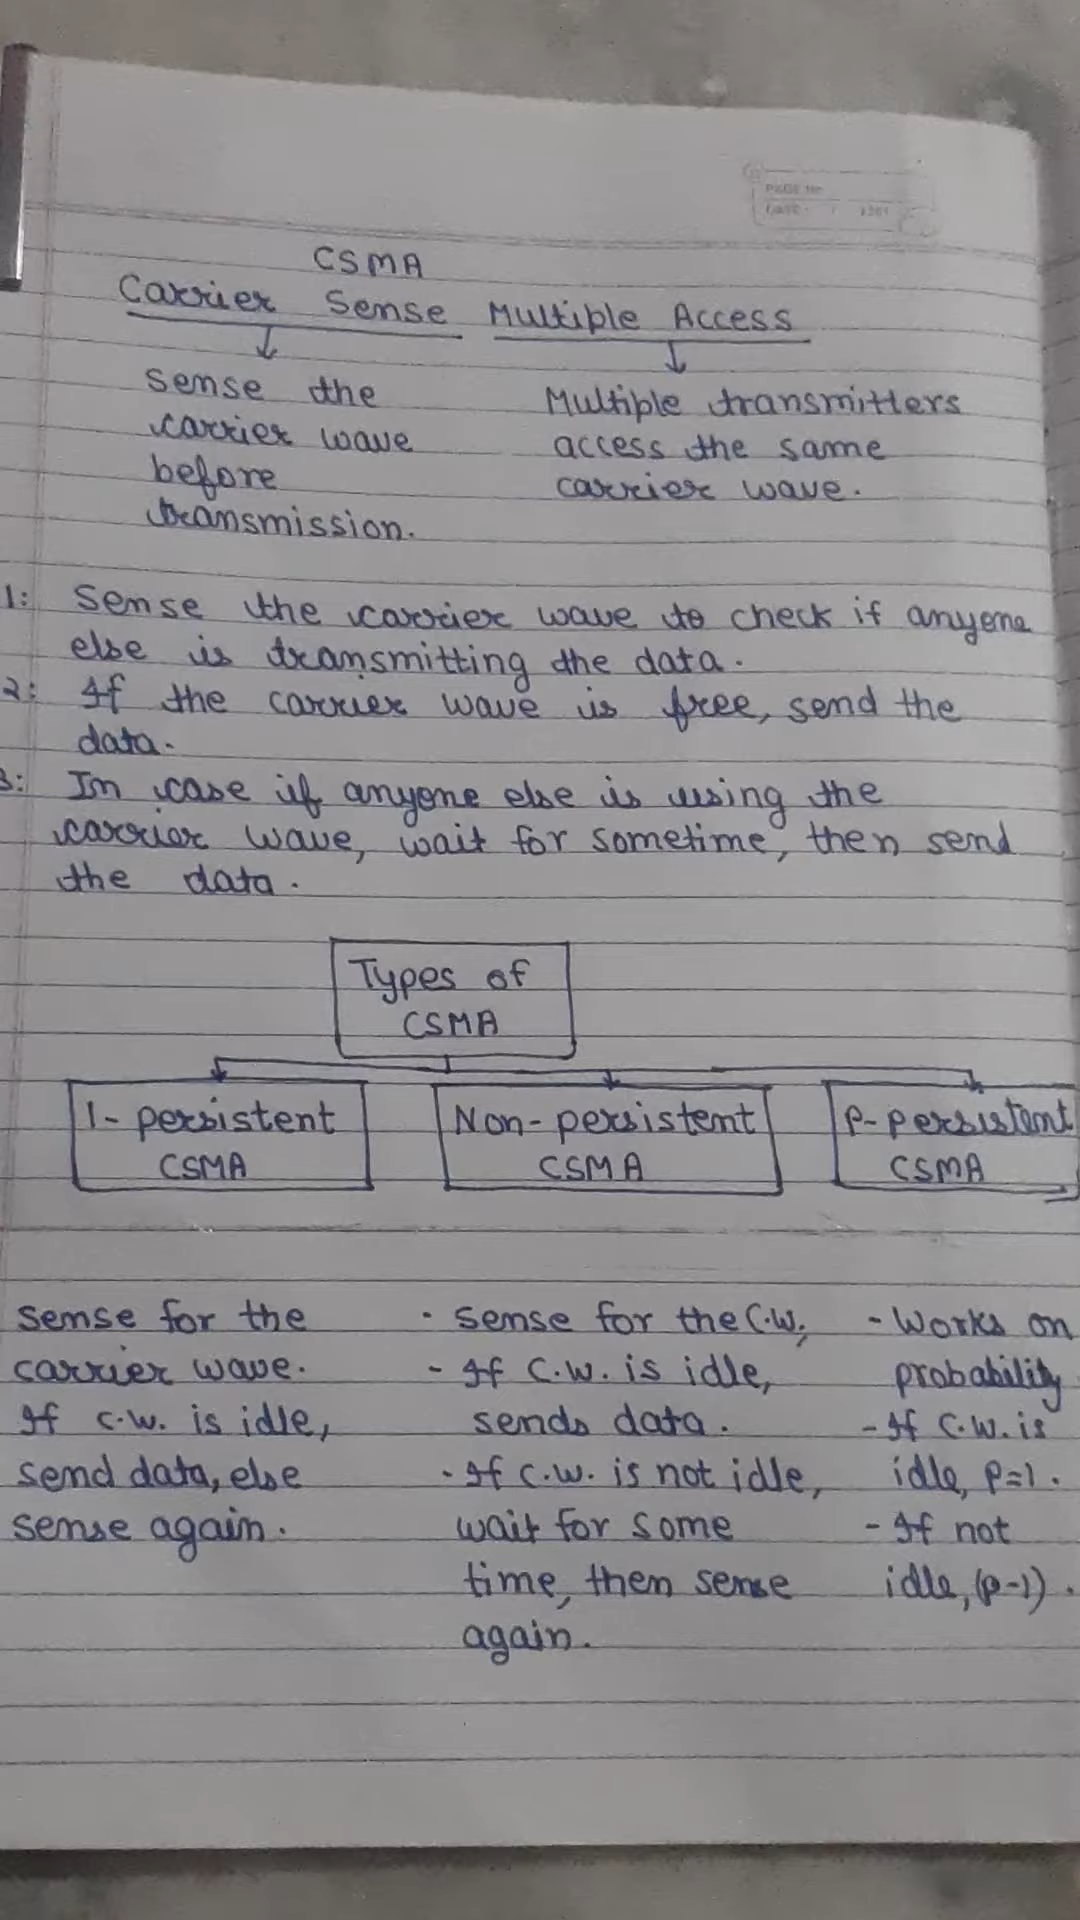 PAGE No.
DATE: / /
CSMA
Carrier Sense Multiple Access
Sense the
carrier wave
before
transmission.
Multiple transmitters
access the same
carrier wave.
1: Sense the carrier wave to check if anyone
else is transmitting the data.
2: If the carrier wave is free, send the
data.
3: In case if anyone else is using the
carrier wave, wait for sometime, then send
the data.
Types of
CSMA
1-persistent
CSMA
Non-persistent
CSMA
P-persistent
CSMA
sense for the
carrier wave.
If c.w. is idle,
send data, else
sense again.
· sense for the C.W.
- If C.W. is idle,
sends data.
· If C.W. is not idle,
wait for some
time, then sense
again.
- Works on
probability
- If C.W. is
idle, P=1.
- If not
idle, (p-1).